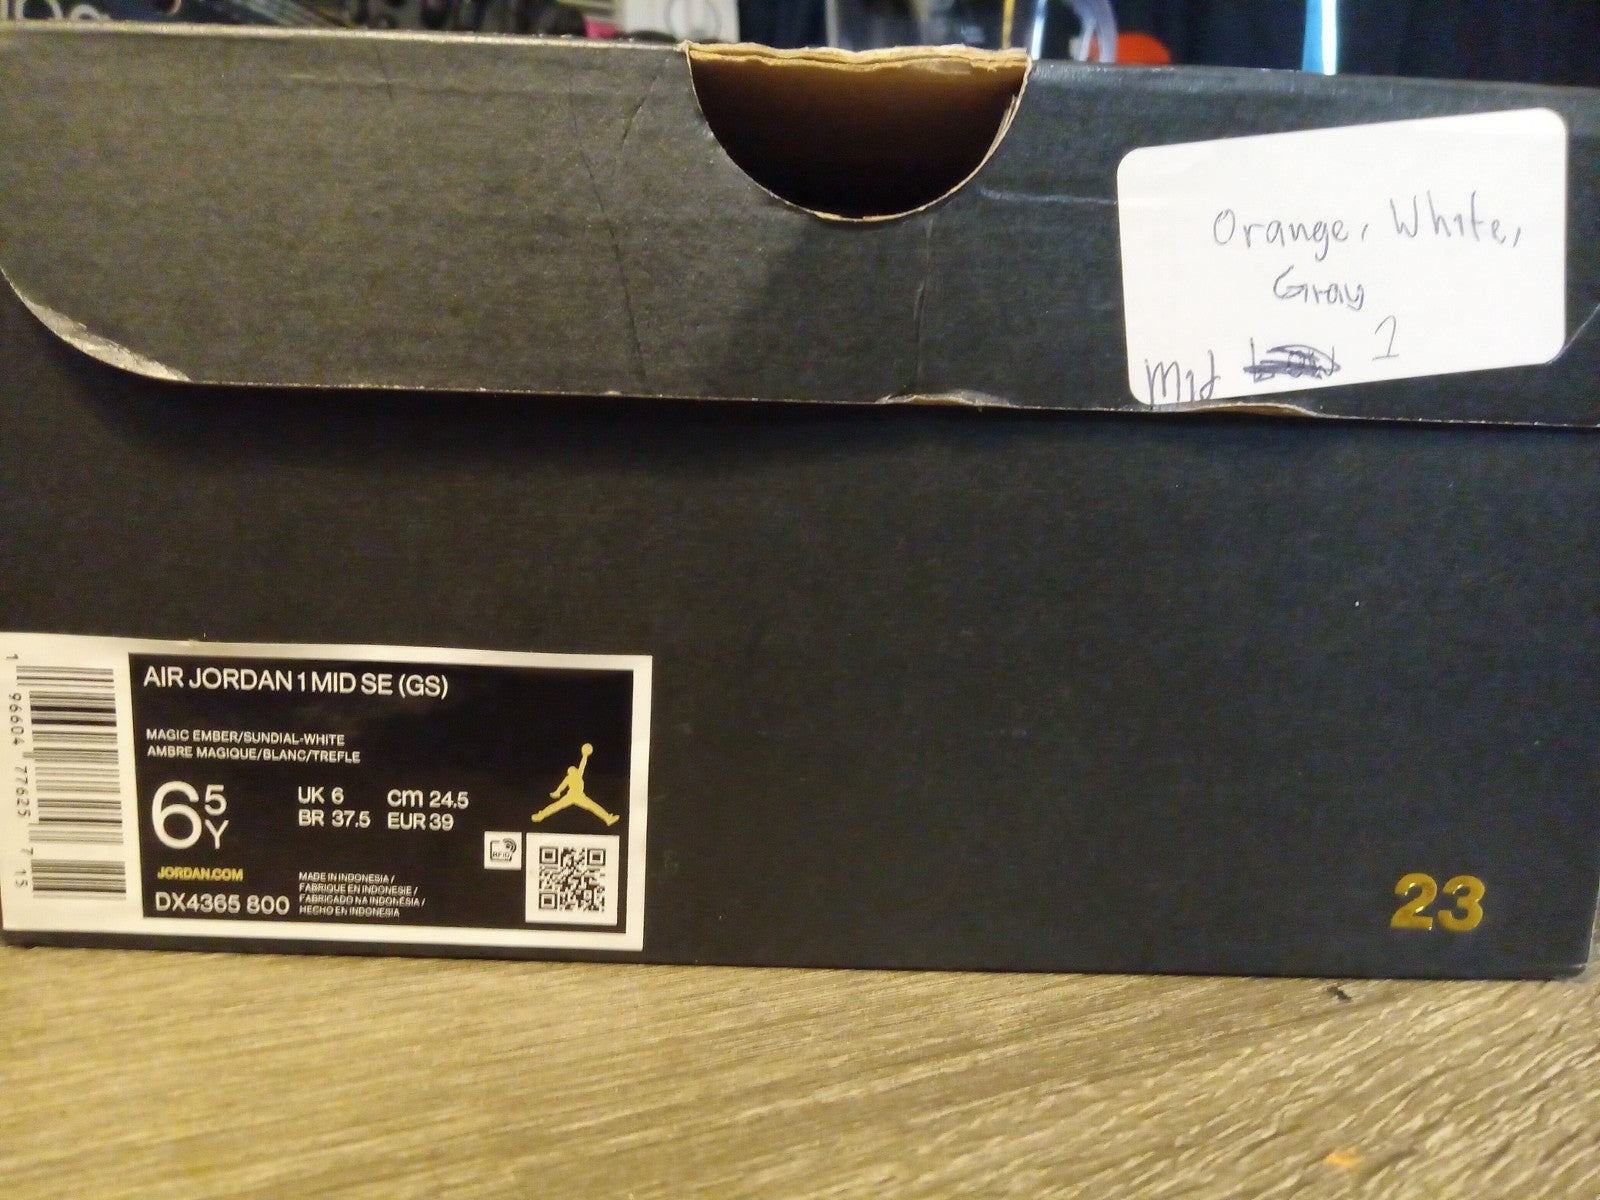 Orange, White,
Gray
Mid 1
AIR JORDAN 1 MID SE (GS)
MAGIC EMBER/SUNDIAL-WHITE
AMBRE MAGIQUE/BLANC/TREFLE
6 5 Y
UK 6 cm 24.5
BR 37.5 EUR 39
JORDAN.COM
DX4365 800
MADE IN INDONESIA /
FABRIQUE EN INDONESIE /
FABRICADO NA INDONÉSIA /
HECHO EN INDONESIA
RFID
1 96604 77625 7 15
23